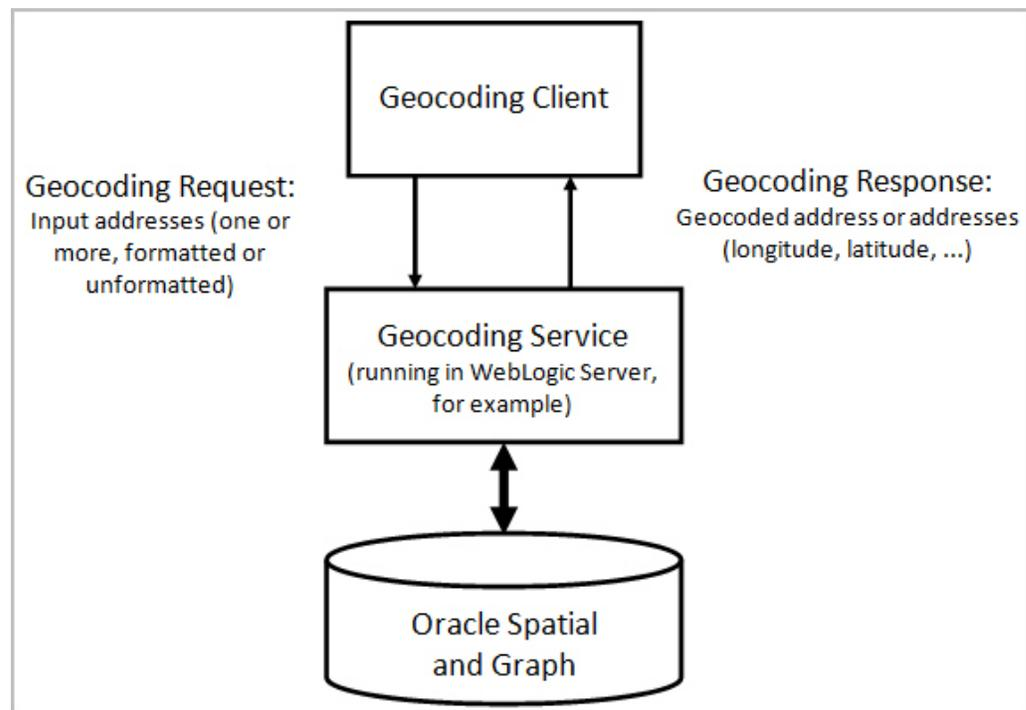 Geocoding Client
Geocoding Request:
Input addresses (one or
more, formatted or
unformatted)
Geocoding Response:
Geocoded address or addresses
(longitude, latitude, ...)
Geocoding Service
(running in WebLogic Server,
for example)
Oracle Spatial
and Graph